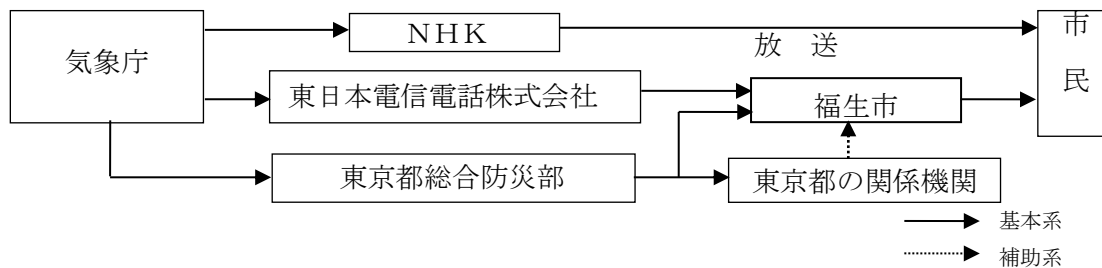 気象庁
ＮＨＫ
放　送
市民
東日本電信電話株式会社
福生市
東京都総合防災部
東京都の関係機関
基本系
補助系